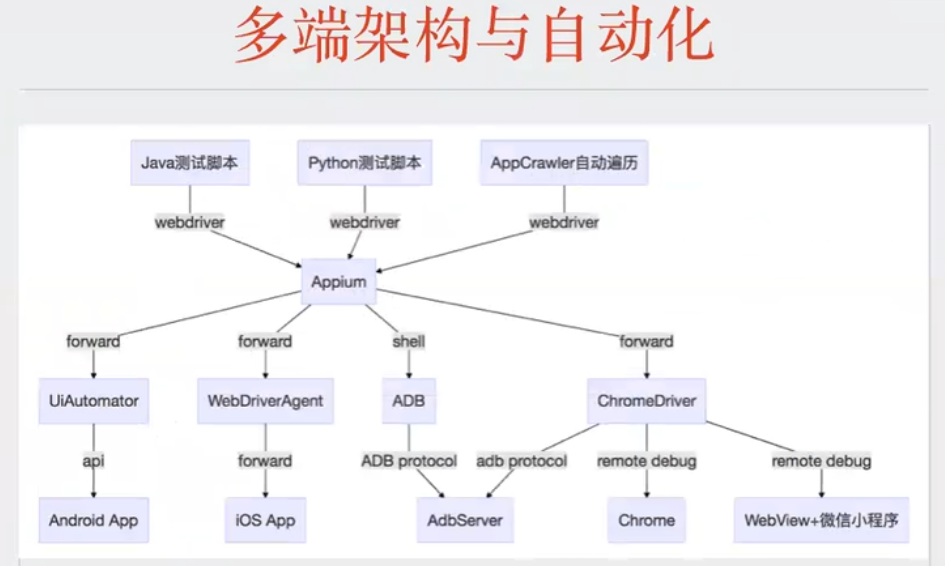 多端架构与自动化
Java测试脚本 Python测试脚本 AppCrawler自动遍历
webdriver webdriver webdriver
Appium
forward forward shell forward
UiAutomator WebDriverAgent ADB ChromeDriver
api forward ADB protocol adb protocol remote debug remote debug
Android App iOS App AdbServer Chrome WebView+微信小程序